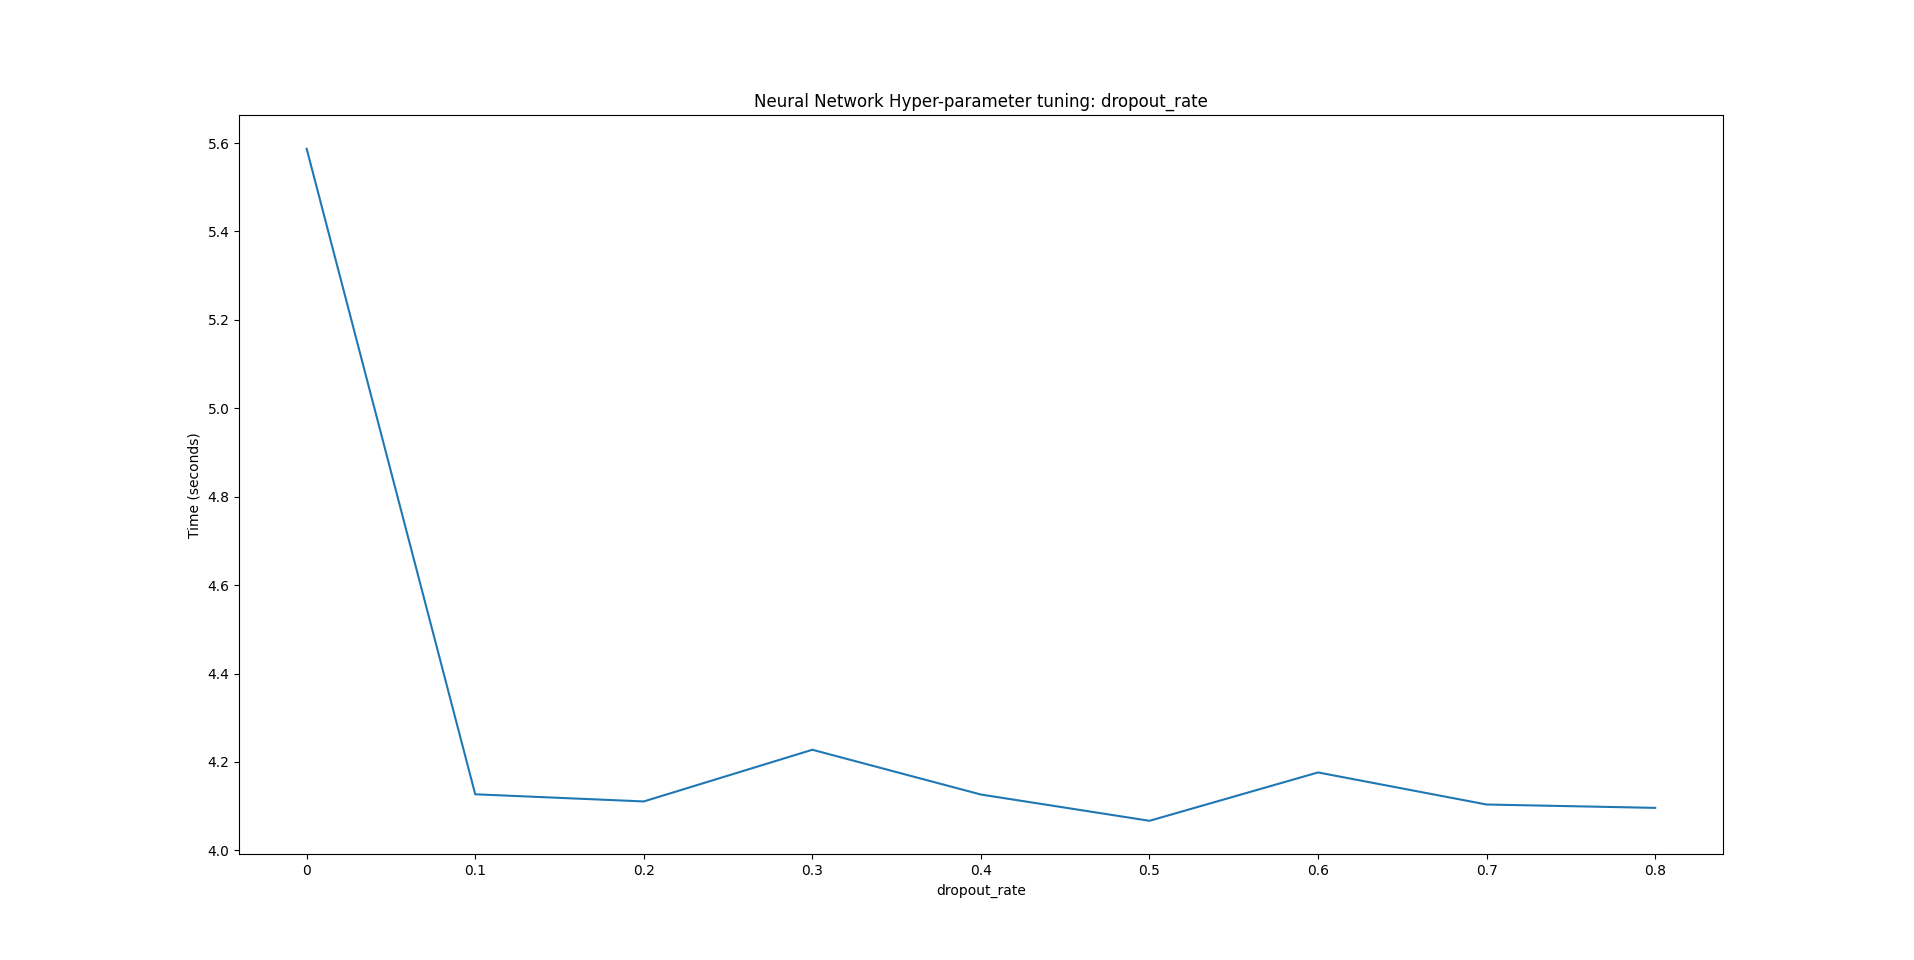 Neural Network Hyper-parameter tuning: dropout_rate
5.6
5.4
5.2
5.0
4.8
4.6
4.4
4.2
4.0
Time (seconds)
0 0.1 0.2 0.3 0.4 0.5 0.6 0.7 0.8
dropout_rate